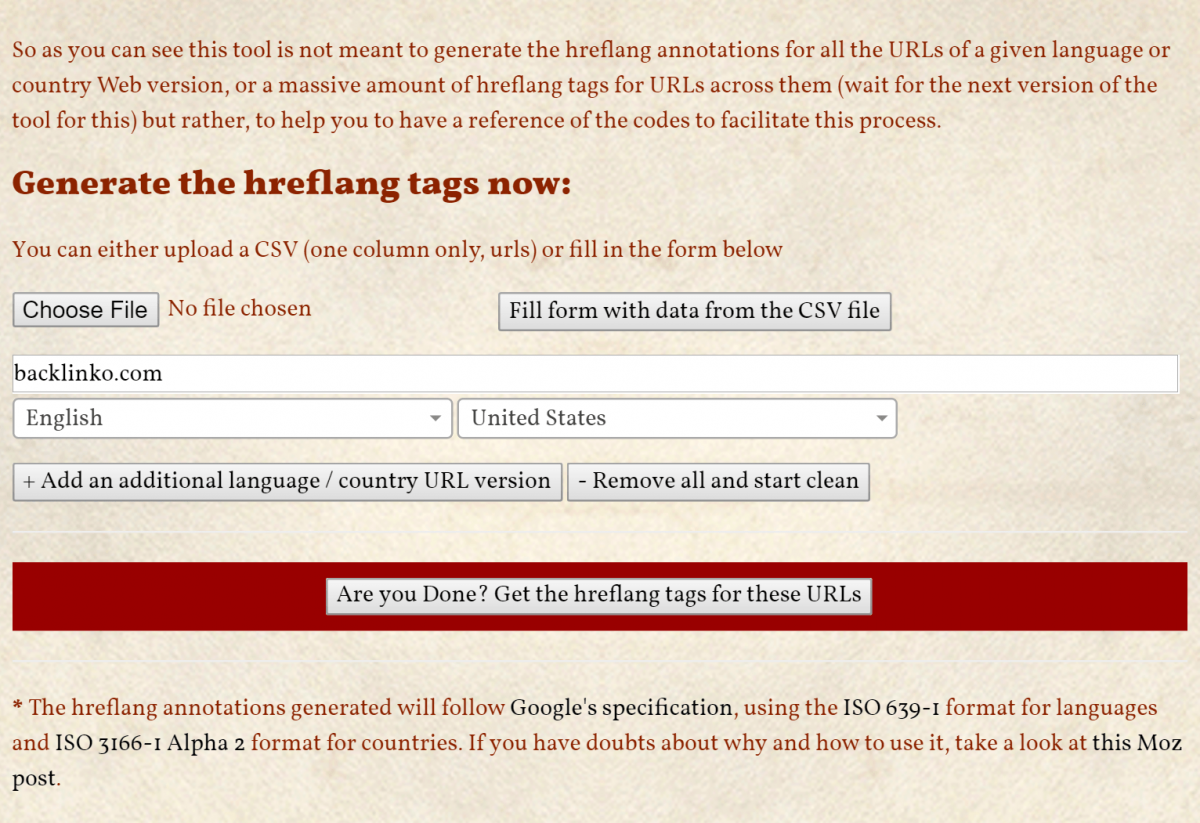 So as you can see this tool is not meant to generate the hreflang annotations for all the URLs of a given language or
country Web version, or a massive amount of hreflang tags for URLs across them (wait for the next version of the
tool for this) but rather, to help you to have a reference of the codes to facilitate this process.
Generate the hreflang tags now:
You can either upload a CSV (one column only, urls) or fill in the form below
Choose File No file chosen Fill form with data from the CSV file
backlinko.com
English United States
+ Add an additional language / country URL version - Remove all and start clean
Are you Done? Get the hreflang tags for these URLs
* The hreflang annotations generated will follow Google's specification, using the ISO 639-1 format for languages
and ISO 3166-1 Alpha 2 format for countries. If you have doubts about why and how to use it, take a look at this Moz
post.